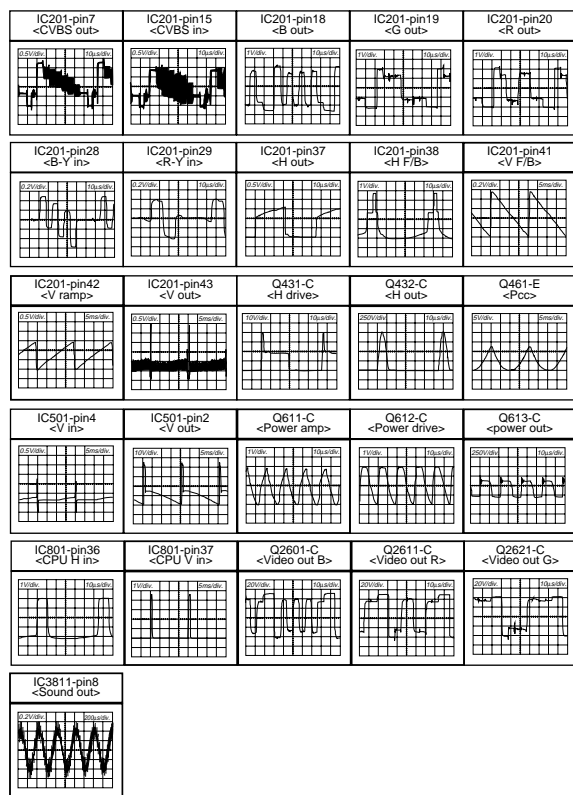 IC201-pin7
<CVBS out>
0.5V/div. 10µs/div.
IC201-pin15
<CVBS in>
0.5V/div. 10µs/div.
IC201-pin18
<B out>
1V/div. 10µs/div.
IC201-pin19
<G out>
1V/div. 10µs/div.
IC201-pin20
<R out>
1V/div. 10µs/div.
IC201-pin28
<B-Y in>
0.2V/div. 10µs/div.
IC201-pin29
<R-Y in>
0.2V/div. 10µs/div.
IC201-pin37
<H out>
0.5V/div. 10µs/div.
IC201-pin38
<H F/B>
1V/div. 10µs/div.
IC201-pin41
<V F/B>
0.2V/div. 5ms/div.
IC201-pin42
<V ramp>
0.5V/div. 5ms/div.
IC201-pin43
<V out>
0.5V/div. 5ms/div.
Q431-C
<H drive>
10V/div. 10µs/div.
Q432-C
<H out>
250V/div. 10µs/div.
Q461-E
<Pcc>
5V/div. 5ms/div.
IC501-pin4
<V in>
0.5V/div. 5ms/div.
IC501-pin2
<V out>
10V/div. 5ms/div.
Q611-C
<Power amp>
1V/div. 10µs/div.
Q612-C
<Power drive>
1V/div. 10µs/div.
Q613-C
<power out>
250V/div. 10µs/div.
IC801-pin36
<CPU H in>
1V/div. 10µs/div.
IC801-pin37
<CPU V in>
1V/div. 5ms/div.
Q2601-C
<Video out B>
20V/div. 10µs/div.
Q2611-C
<Video out R>
20V/div. 10µs/div.
Q2621-C
<Video out G>
20V/div. 10µs/div.
IC3811-pin8
<Sound out>
0.2V/div. 200µs/div.